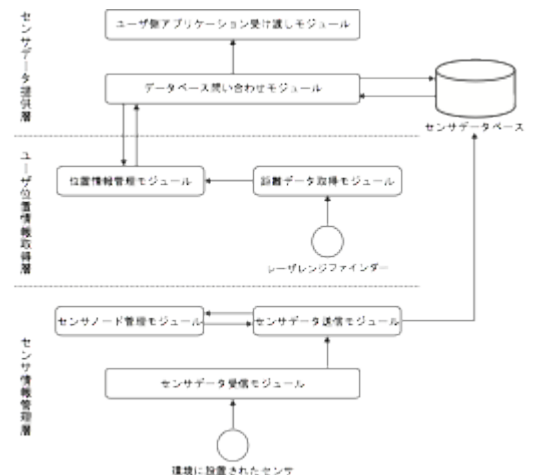 センサデータ提供層
ユーザ側アプリケーション受け渡しモジュール
データベース問い合わせモジュール
センサデータベース
ユーザ位置情報取得層
位置情報管理モジュール
距離データ取得モジュール
レーザレンジファインダー
センサ情報管理層
センサノード管理モジュール
センサデータ送信モジュール
センサデータ受信モジュール
環境に設置されたセンサ